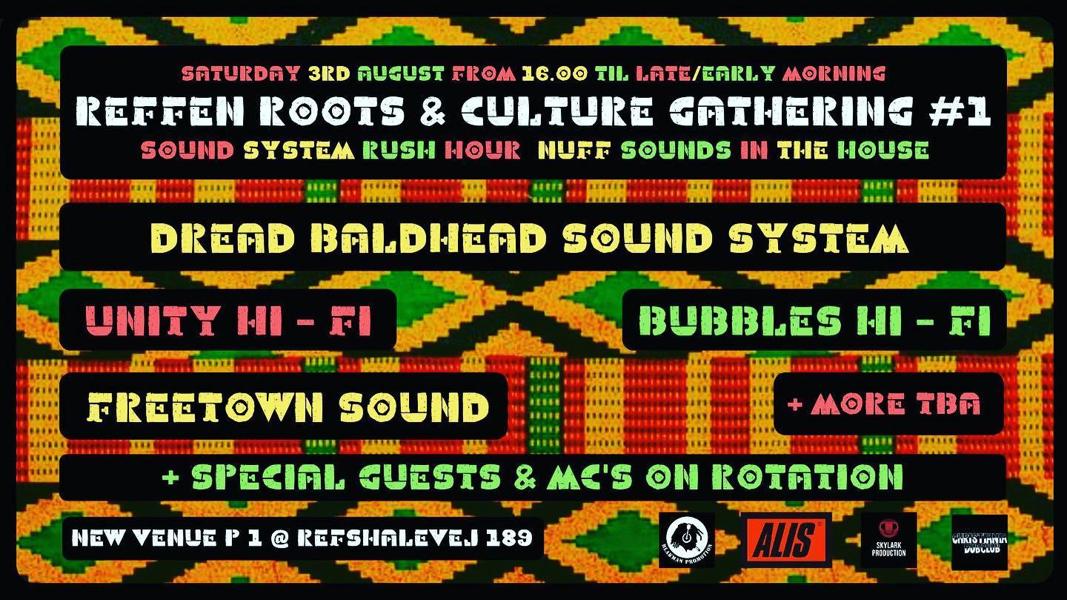 SATURDAY 3RD AUGUST FROM 16.00 TIL LATE/EARLY MORNING
REFFEN ROOTS & CULTURE GATHERING #1
SOUND SYSTEM RUSH HOUR NUFF SOUNDS IN THE HOUSE
DREAD BALDHEAD SOUND SYSTEM
UNITY HI - FI
BUBBLES HI - FI
FREETOWN SOUND
+ MORE TBA
+ SPECIAL GUESTS & MC'S ON ROTATION
NEW VENUE P 1 @ REFSHALEVEJ 189
ALIS
SKYLARK
PRODUCTION
CHRISTIANIA
DUBCLUB